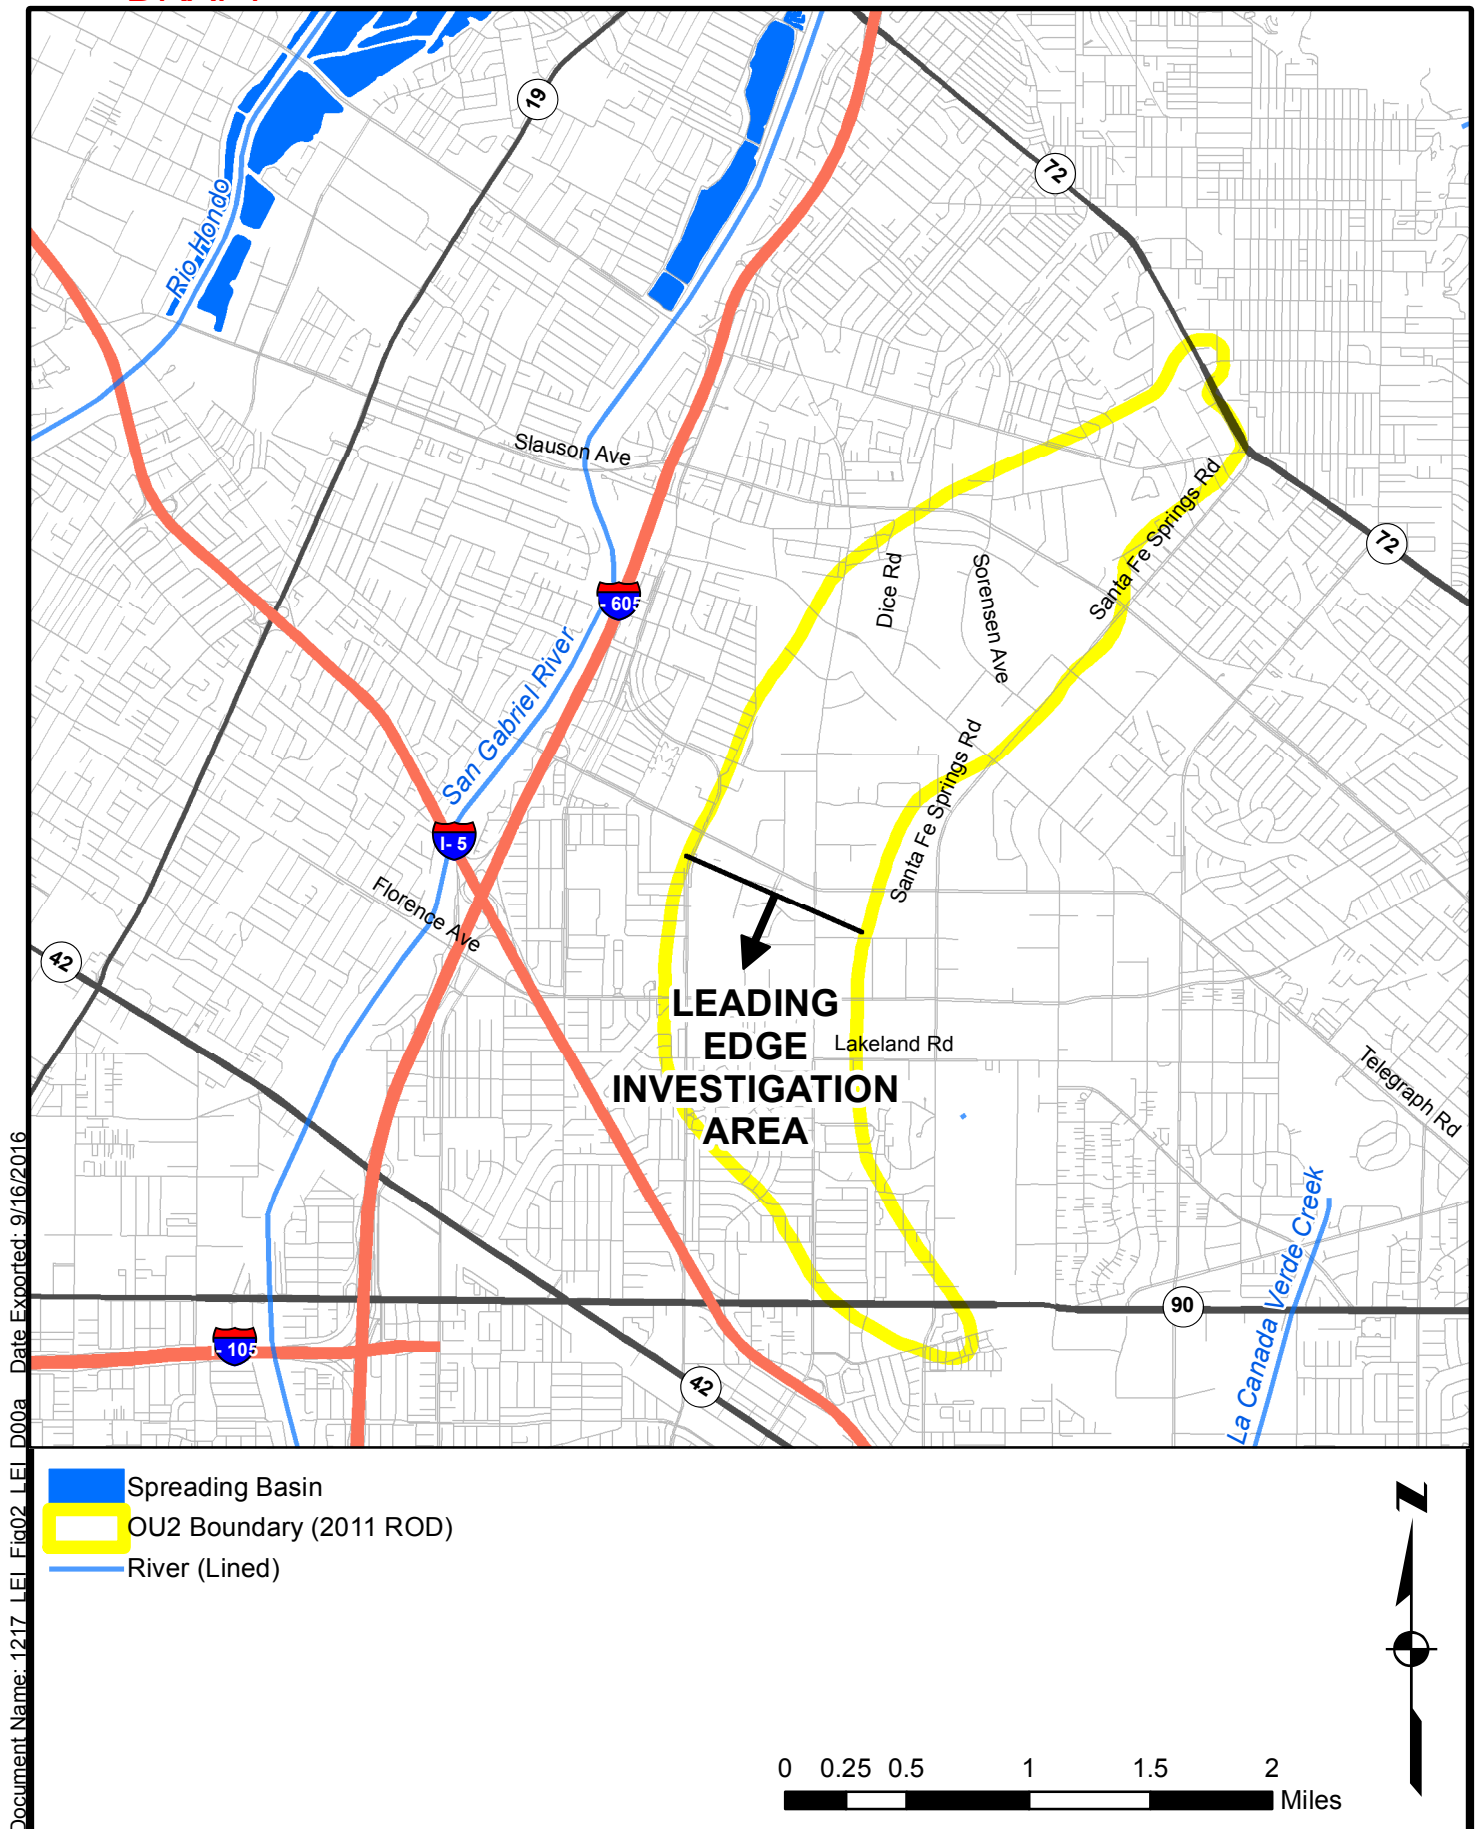 19
72
Rio Hondo
Slauson Ave
Santa Fe Springs Rd
72
Dice Rd
Sorensen Ave
- 605
San Gabriel River
Santa Fe Springs Rd
I- 5
Florence Ave
42
LEADING
EDGE
INVESTIGATION
AREA
Lakeland Rd
Telegraph Rd
La Canada Verde Creek
90
- 105
42
Spreading Basin
OU2 Boundary (2011 ROD)
River (Lined)
N
0 0.25 0.5 1 1.5 2
Miles
Document Name: 1217_LEI_Fig02_LEI_D00a Date Exported: 9/16/2016